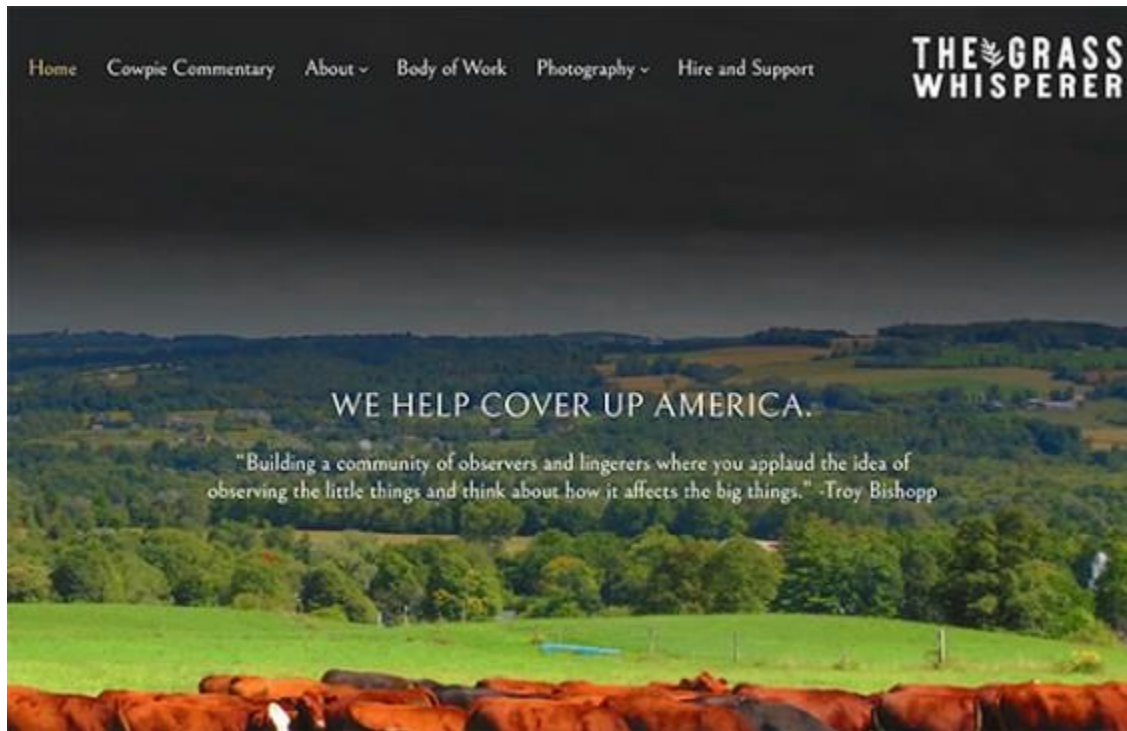 Home Cowpie Commentary About Body of Work Photography Hire and Support
THE GRASS
WHISPERER
WE HELP COVER UP AMERICA.
"Building a community of observers and lingerers where you applaud the idea of
observing the little things and think about how it affects the big things." -Troy Bishopp